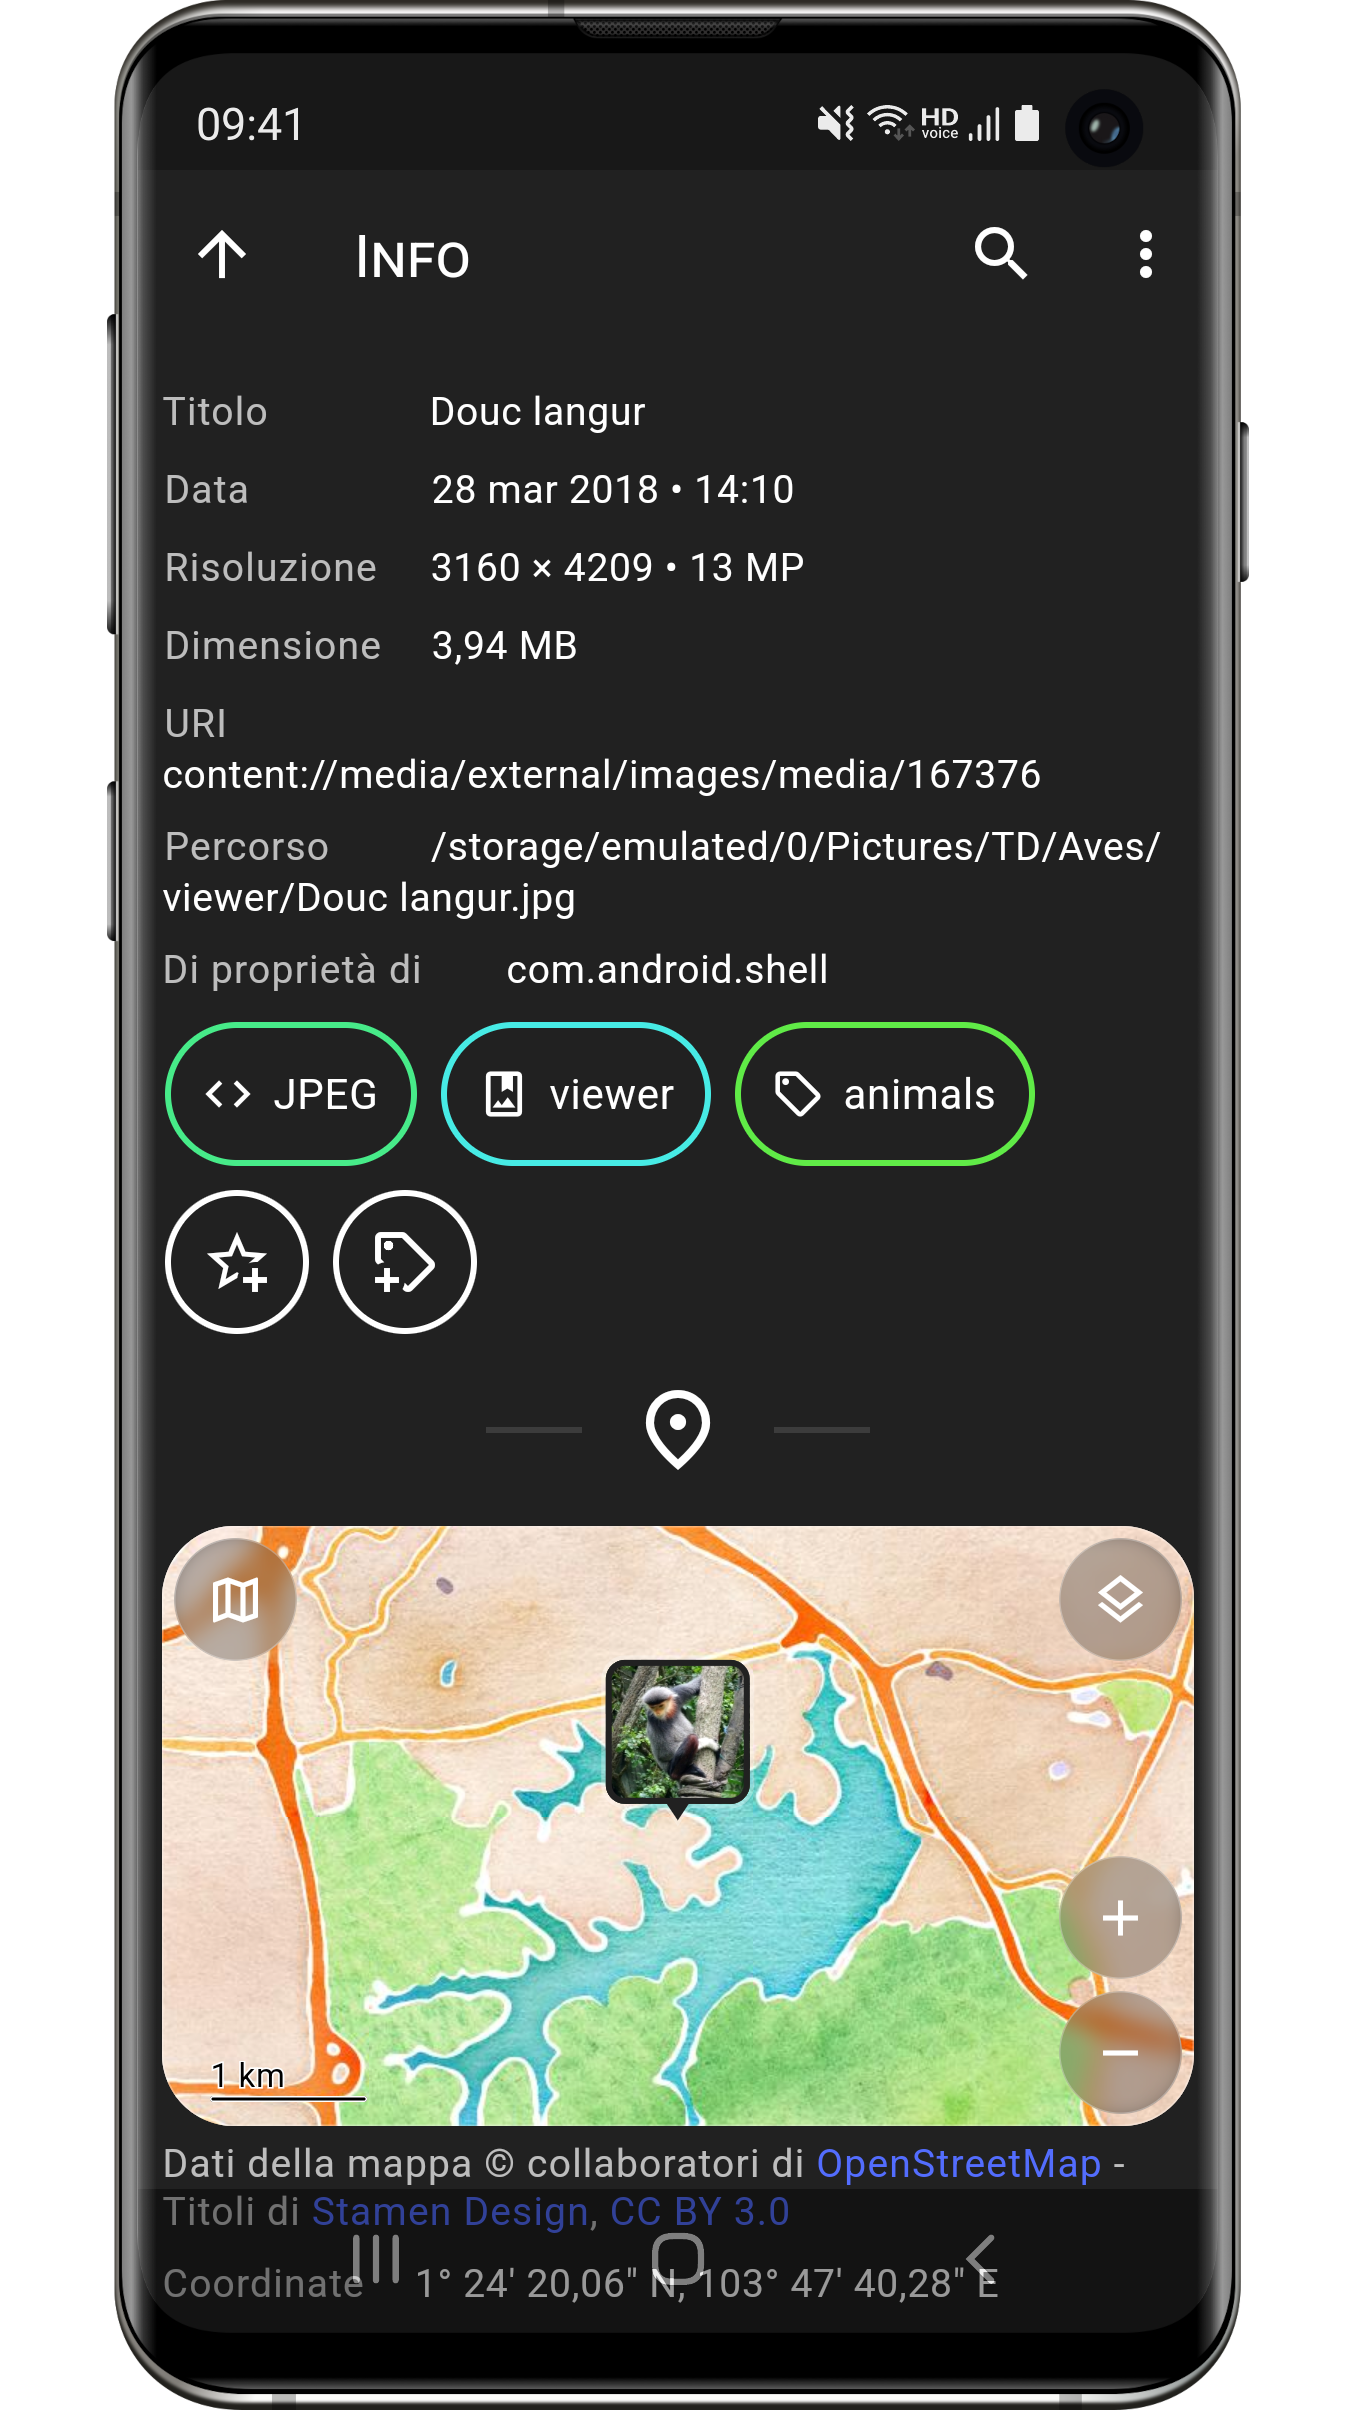 09:41
HD voice
INFO
Titolo Douc langur
Data 28 mar 2018 • 14:10
Risoluzione 3160 × 4209 • 13 MP
Dimensione 3,94 MB
URI
content://media/external/images/media/167376
Percorso /storage/emulated/0/Pictures/TD/Aves/
viewer/Douc langur.jpg
Di proprietà di com.android.shell
JPEG viewer animals
1 km
Dati della mappa © collaboratori di OpenStreetMap -
Titoli di Stamen Design, CC BY 3.0
Coordinate 1° 24' 20,06" N, 103° 47' 40,28" E